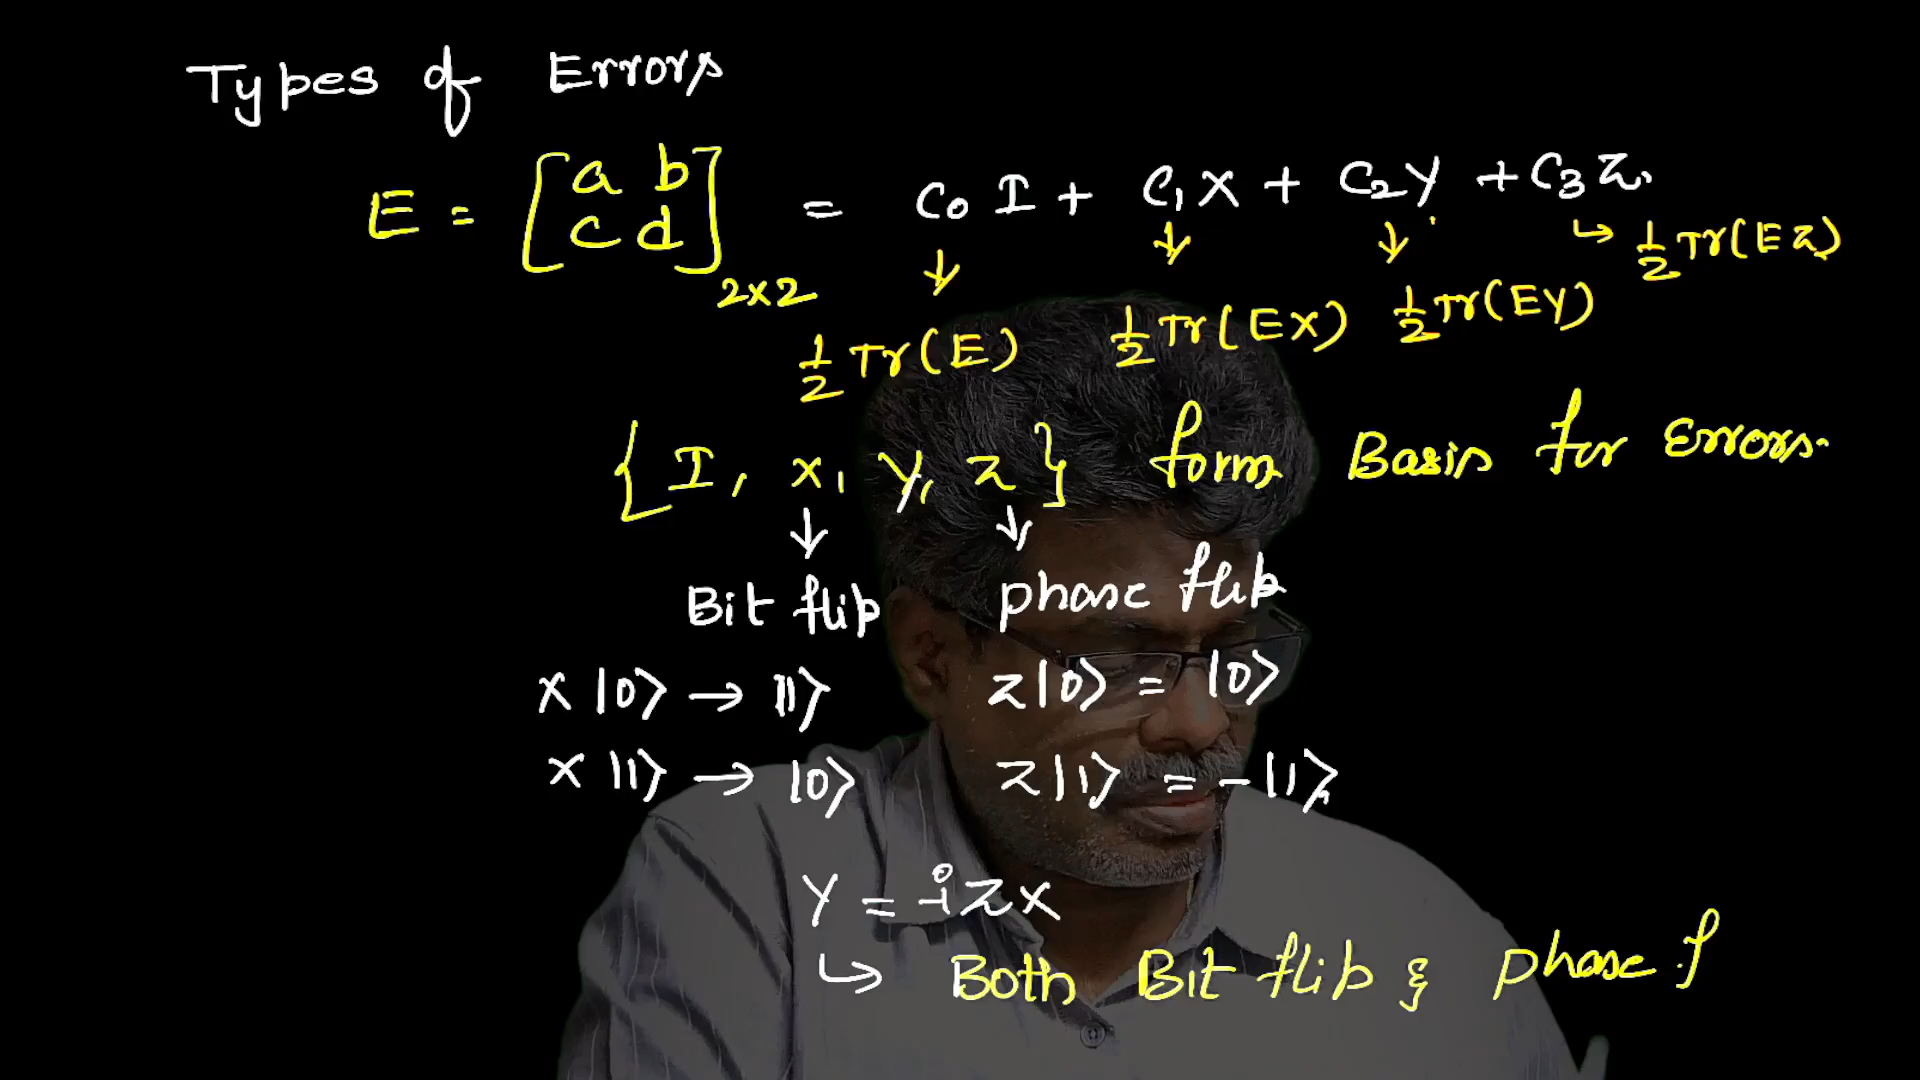 Types of Errors
E = [a b c d] 2x2 = C0 I + C1 X + C2 Y + C3 Z.
1/2 Tr(E) 1/2 Tr(EX) 1/2 Tr(EY) 1/2 Tr(EZ)
{ I, X, Y, Z } form Basis for Errors.
Bit flip phase flip
X |0⟩ → |1⟩ Z|0⟩ = |0⟩
X |1⟩ → |0⟩ Z|1⟩ = -|1⟩
Y = -iZX
↳ Both Bit flip & Phase f